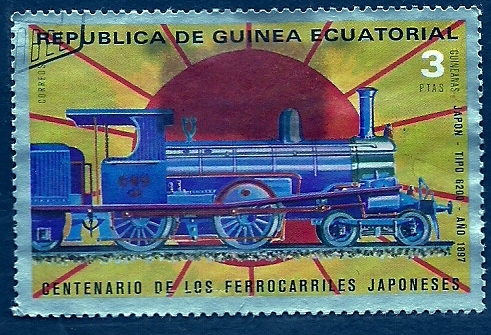 REPUBLICA DE GUINEA ECUATORIAL
CORREOS
3
PTAS
GUINEANAS
JAPON - TIPO 6200 - AÑO 1897
CENTENARIO DE LOS FERROCARRILES JAPONESES